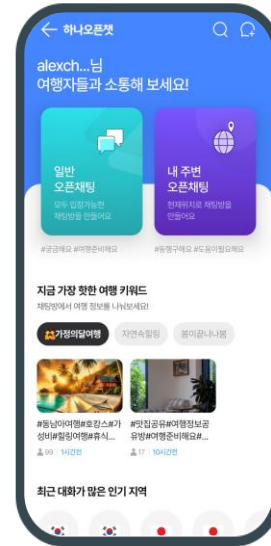 하나오픈챗
alexch...님
여행자들과 소통해 보세요!
일반
오픈채팅
모두 입장가능한
채팅방을 만들어요
내 주변
오픈채팅
현재위치로 채팅방을
만들어요
#궁금해요 #여행준비해요
#동행구해요 #도움이필요해요
지금 가장 핫한 여행 키워드
채팅방에서 여행 정보를 나눠보세요!
가정의달여행
자연속힐링
봄이끝나나봄
#동남아여행#호캉스#가
성비#힐링여행#휴식...
99 | 1시간전
#맛집공유#여행정보공
유방#여행준비해요#...
17 | 10시간전
최근 대화가 많은 인기 지역